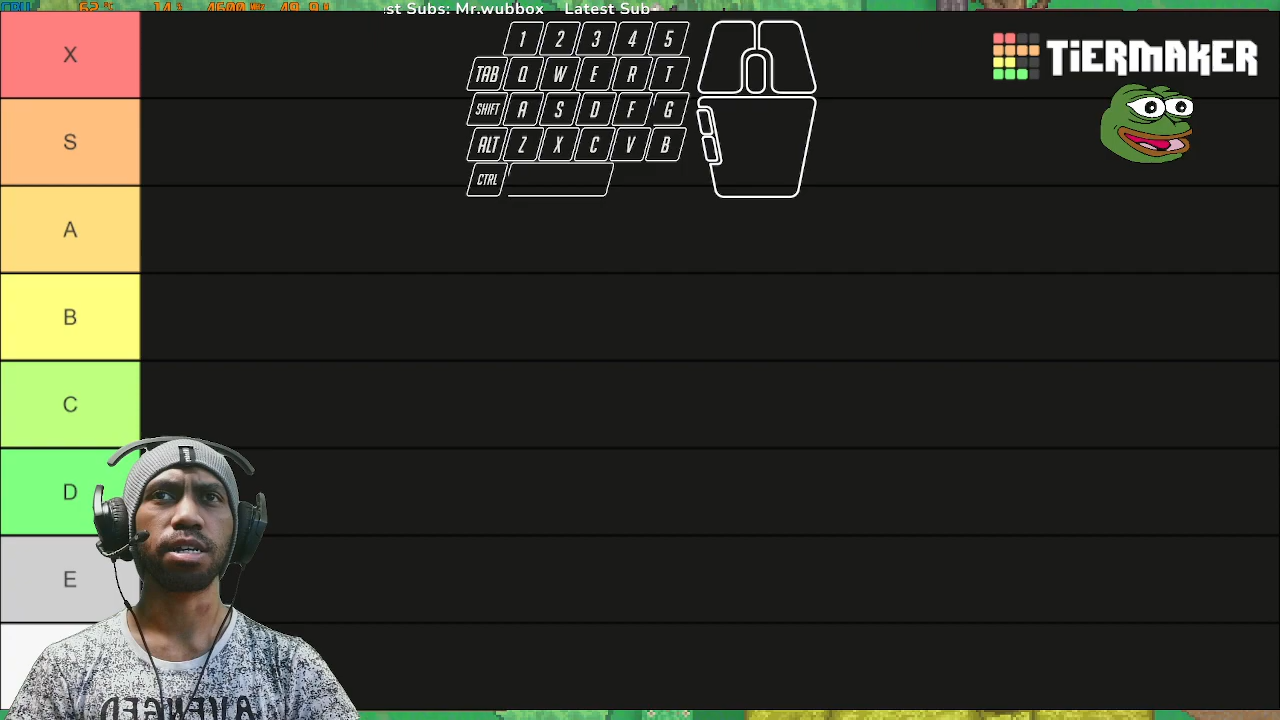 st Subs: Mr.wubbox Latest Sub
X
S
A
B
C
D
E
1 2 3 4 5
TAB Q W E R T
SHIFT A S D F G
ALT Z X C V B
CTRL
TiERMAKER